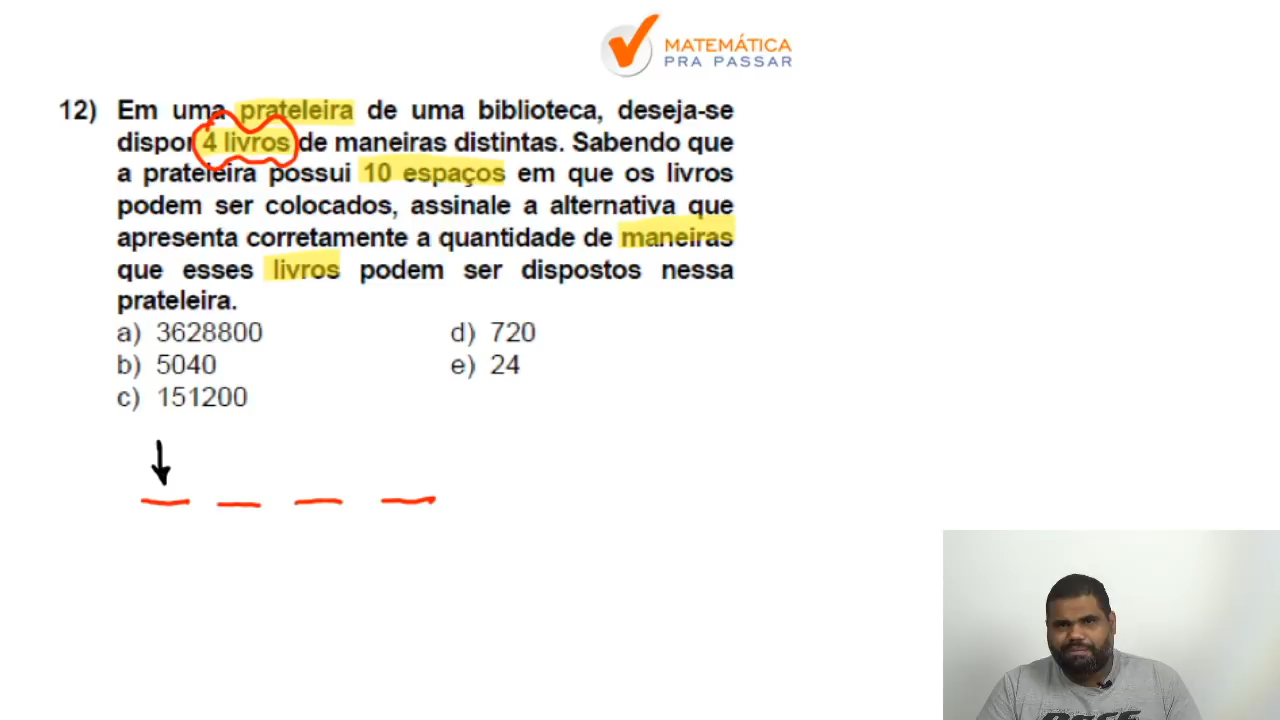 MATEMÁTICA
PRA PASSAR
12) Em uma prateleira de uma biblioteca, deseja-se
dispor 4 livros de maneiras distintas. Sabendo que
a prateleira possui 10 espaços em que os livros
podem ser colocados, assinale a alternativa que
apresenta corretamente a quantidade de maneiras
que esses livros podem ser dispostos nessa
prateleira.
a) 3628800
d) 720
b) 5040
e) 24
c) 151200